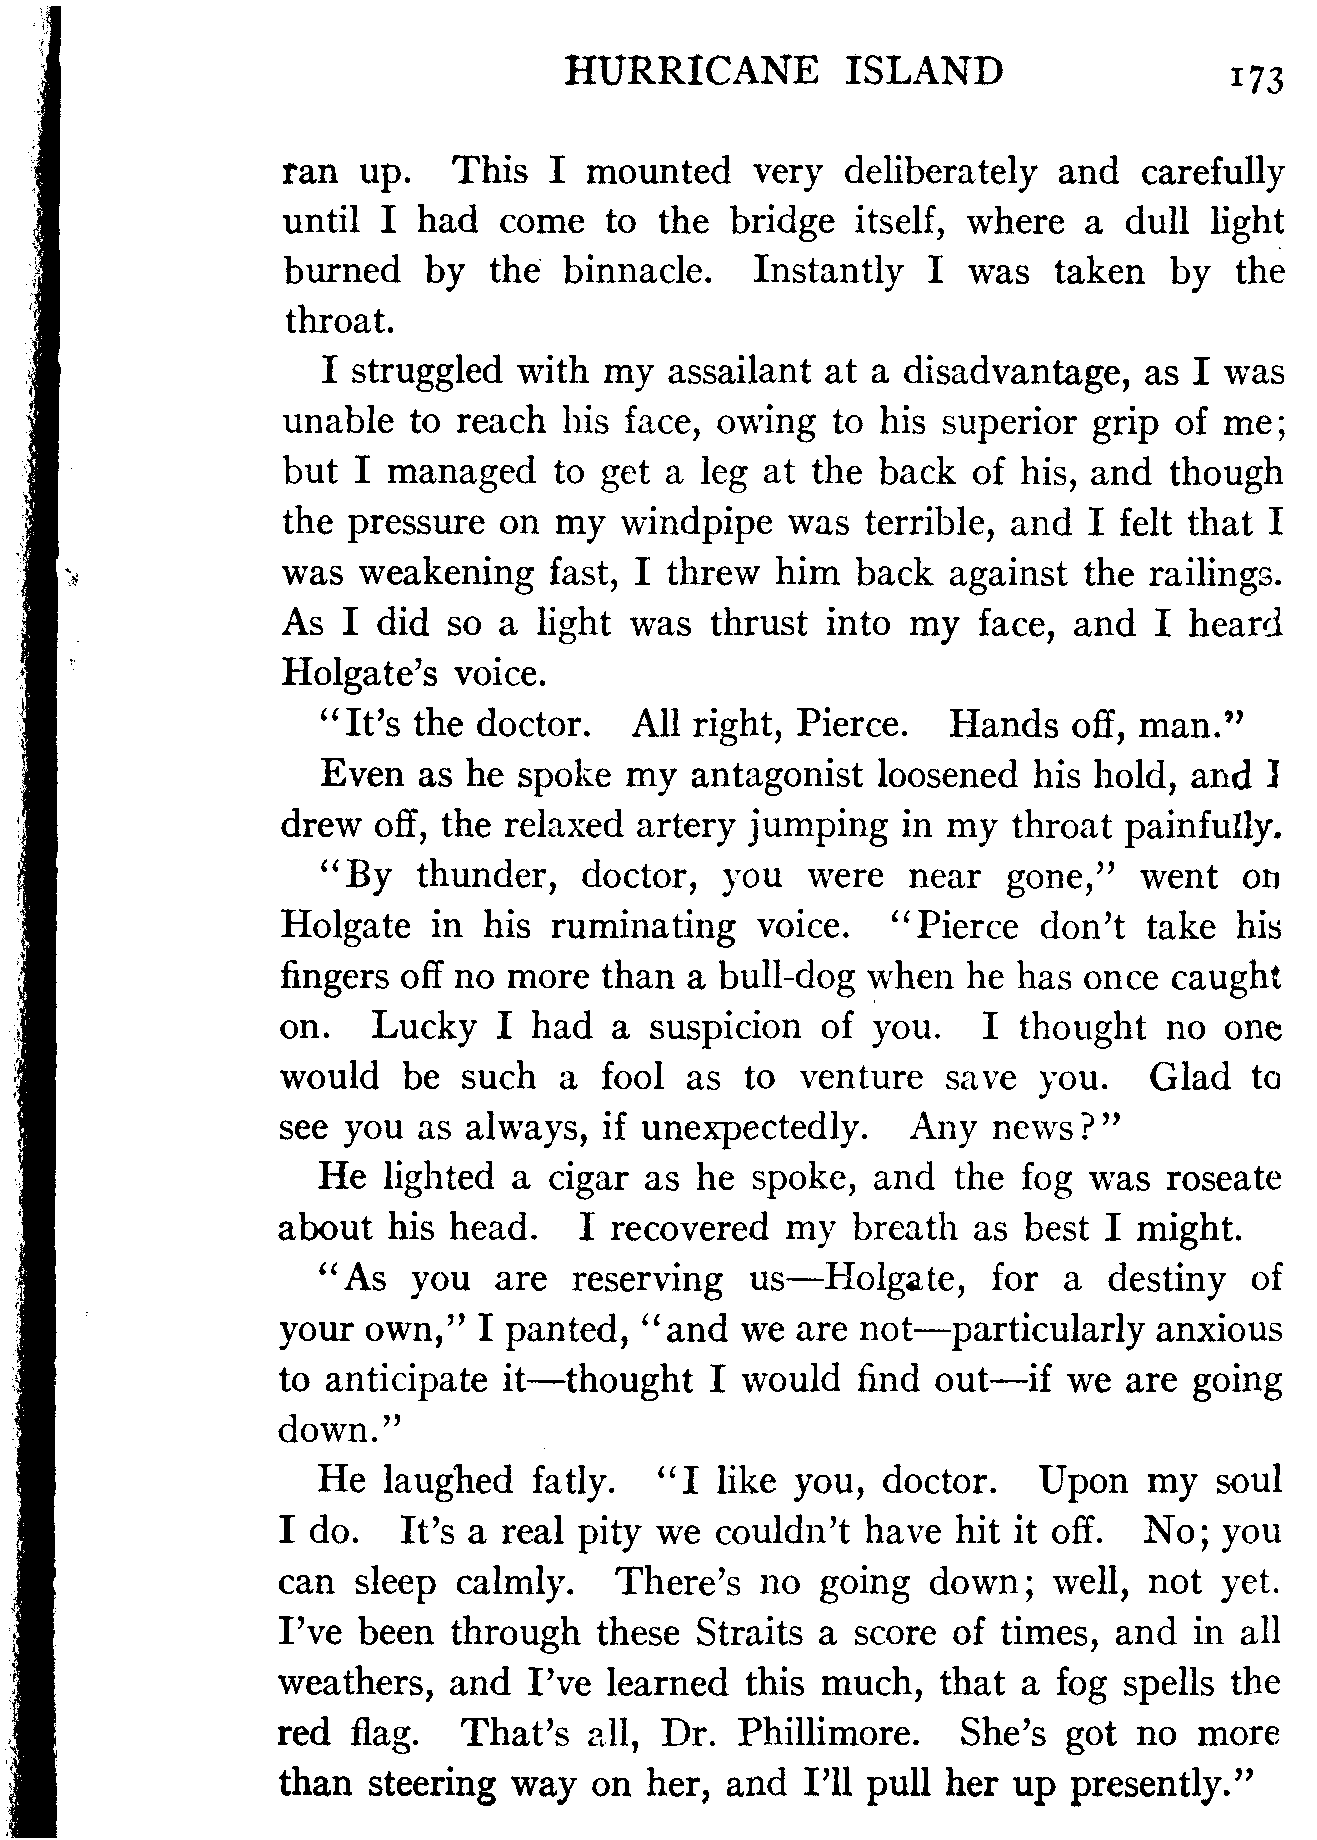 HURRICANE ISLAND 173
ran up. This I mounted very deliberately and carefully
until I had come to the bridge itself, where a dull light
burned by the binnacle. Instantly I was taken by the
throat.
I struggled with my assailant at a disadvantage, as I was
unable to reach his face, owing to his superior grip of me;
but I managed to get a leg at the back of his, and though
the pressure on my windpipe was terrible, and I felt that I
was weakening fast, I threw him back against the railings.
As I did so a light was thrust into my face, and I heard
Holgate's voice.
"It's the doctor. All right, Pierce. Hands off, man."
Even as he spoke my antagonist loosened his hold, and I
drew off, the relaxed artery jumping in my throat painfully.
"By thunder, doctor, you were near gone," went on
Holgate in his ruminating voice. "Pierce don't take his
fingers off no more than a bull-dog when he has once caught
on. Lucky I had a suspicion of you. I thought no one
would be such a fool as to venture save you. Glad to
see you as always, if unexpectedly. Any news?"
He lighted a cigar as he spoke, and the fog was roseate
about his head. I recovered my breath as best I might.
"As you are reserving us—Holgate, for a destiny of
your own," I panted, "and we are not—particularly anxious
to anticipate it—thought I would find out—if we are going
down."
He laughed fatly. "I like you, doctor. Upon my soul
I do. It's a real pity we couldn't have hit it off. No; you
can sleep calmly. There's no going down; well, not yet.
I've been through these Straits a score of times, and in all
weathers, and I've learned this much, that a fog spells the
red flag. That's all, Dr. Phillimore. She's got no more
than steering way on her, and I'll pull her up presently."